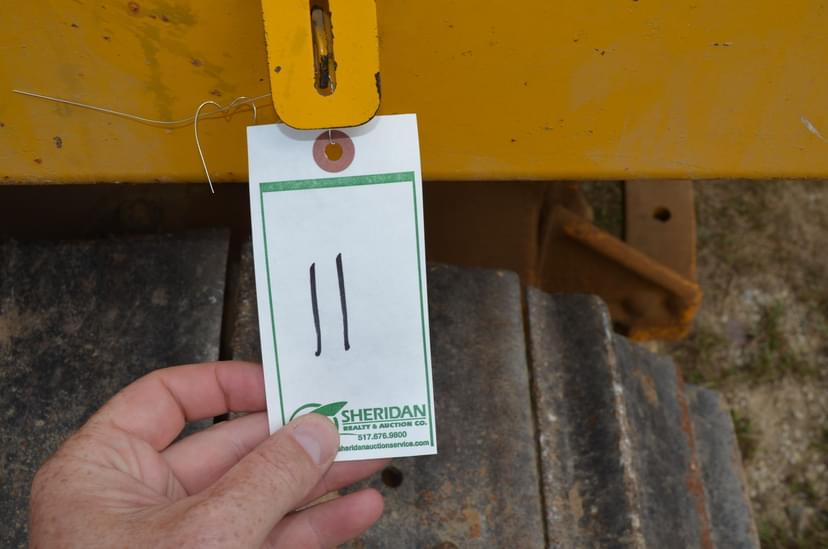 11
SHERIDAN
REALTY & AUCTION CO.
517.676.9800
sheridanauctionservice.com